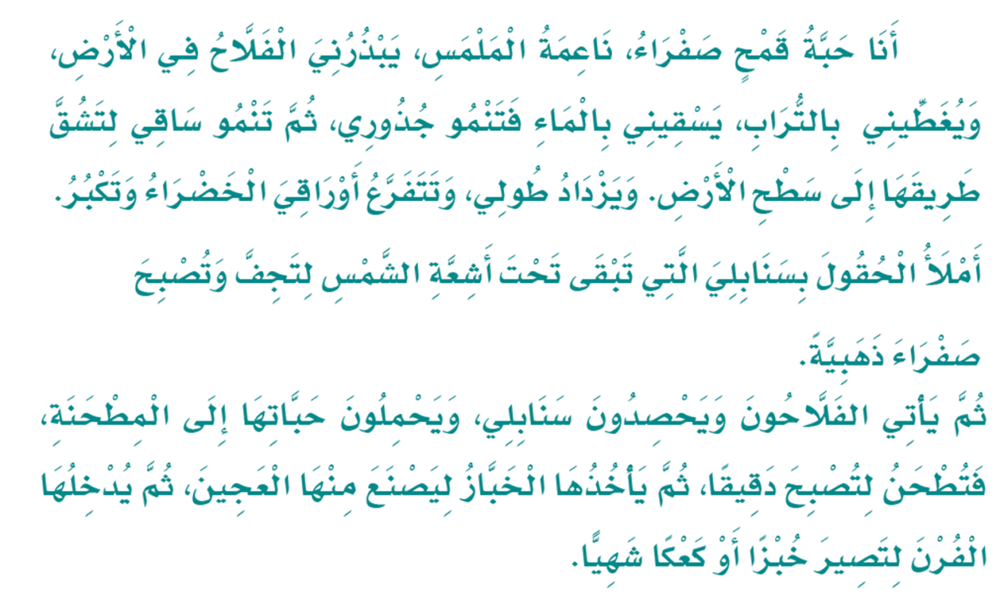 أَنَا حَبَّةُ قَمْحٍ صَفْرَاءُ، نَاعِمَةُ الْمَلْمَسِ، يَبْذُرُنِيَ الْفَلَّاحُ فِي الْأَرْضِ،
وَيُغَطِّينِي بِالتُّرَابِ، يَسْقِينِي بِالْمَاءِ فَتَنْمُو جُذُورِي، ثُمَّ تَنْمُو سَاقِي لِتَشُقَّ
طَرِيقَهَا إِلَى سَطْحِ الْأَرْضِ. وَيَزْدَادُ طُولِي، وَتَتَفَرَّعُ أَوْرَاقِيَ الْخَضْرَاءُ وَتَكْبُرُ.
أَمْلَأُ الْحُقُولَ بِسَنَابِلِيَ الَّتِي تَبْقَى تَحْتَ أَشِعَّةِ الشَّمْسِ لِتَجِفَّ وَتُصْبِحَ
صَفْرَاءَ ذَهَبِيَّةً.
ثُمَّ يَأْتِي الفَلَّاحُونَ وَيَحْصِدُونَ سَنَابِلِي، وَيَحْمِلُونَ حَبَّاتِهَا إِلَى الْمِطْحَنَةِ،
فَتُطْحَنُ لِتُصْبِحَ دَقِيقًا، ثُمَّ يَأْخُذُهَا الْخَبَّازُ لِيَصْنَعَ مِنْهَا الْعَجِينَ، ثُمَّ يُدْخِلُهَا
الْفُرْنَ لِتَصِيرَ خُبْزًا أَوْ كَعْكًا شَهِيًّا.